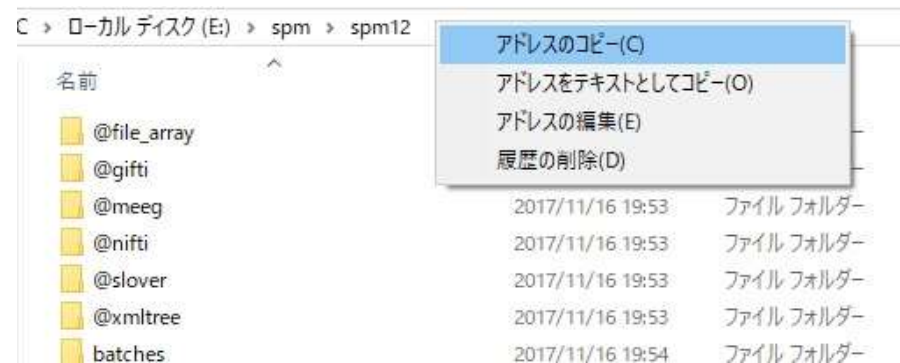 C › ローカル ディスク (E:) › spm › spm12
アドレスのコピー(C)
名前
アドレスをテキストとしてコピー(O)
アドレスの編集(E)
@file_array
履歴の削除(D)
@gifti
@meeg 2017/11/16 19:53 ファイル フォルダー
@nifti 2017/11/16 19:53 ファイル フォルダー
@slover 2017/11/16 19:53 ファイル フォルダー
@xmltree 2017/11/16 19:53 ファイル フォルダー
batches 2017/11/16 19:54 ファイル フォルダー